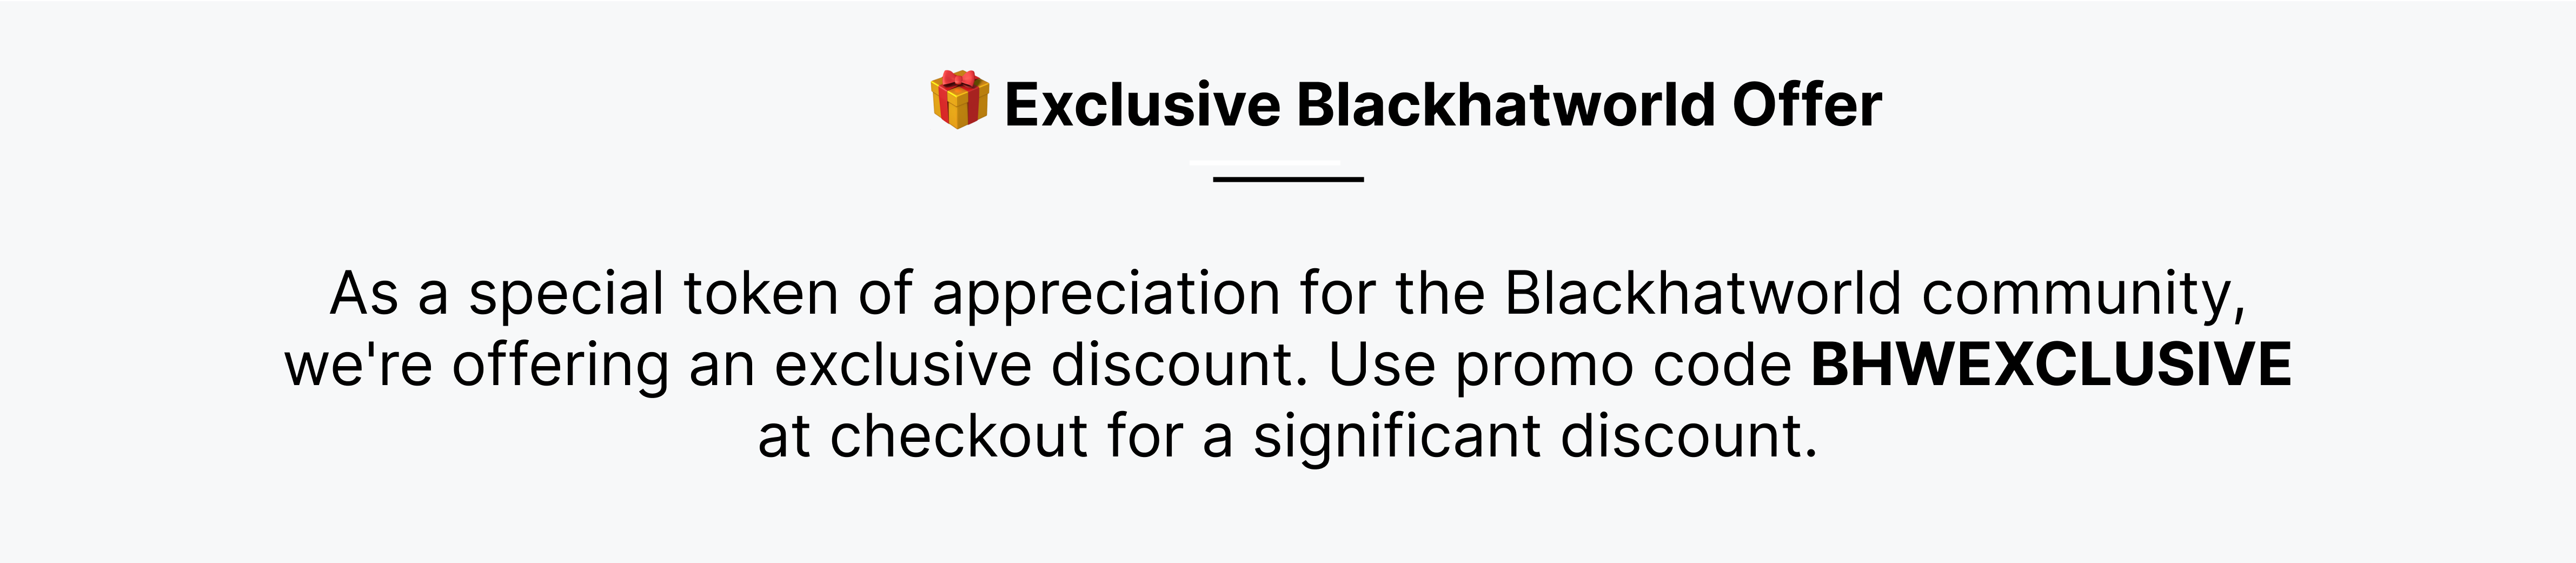 🎁 Exclusive Blackhatworld Offer
As a special token of appreciation for the Blackhatworld community,
we're offering an exclusive discount. Use promo code BHWEXCLUSIVE
at checkout for a significant discount.